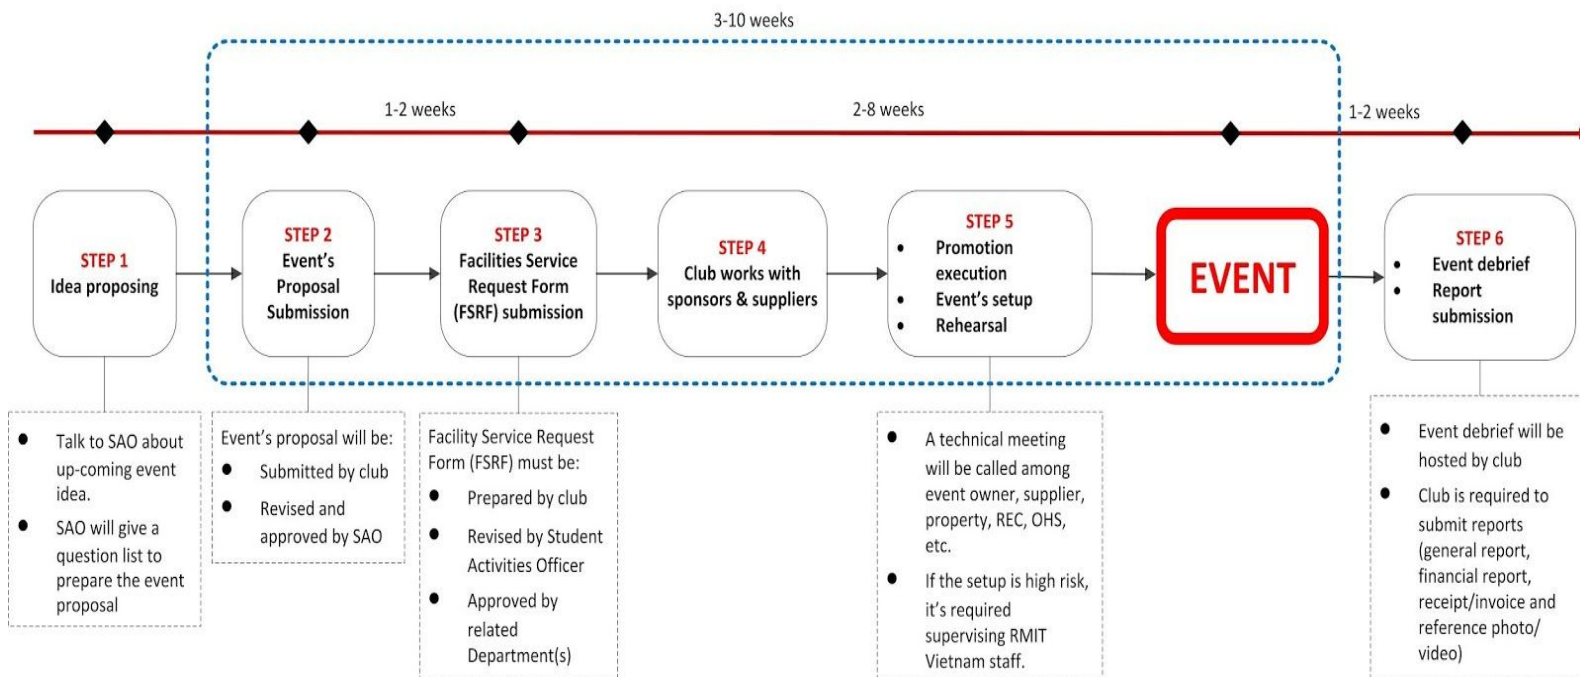 3-10 weeks
1-2 weeks
2-8 weeks
1-2 weeks
STEP 1
Idea proposing
STEP 2
Event's
Proposal
Submission
STEP 3
Facilities Service
Request Form
(FSRF) submission
STEP 4
Club works with
sponsors & suppliers
STEP 5
• Promotion
execution
• Event's setup
• Rehearsal
EVENT
STEP 6
• Event debrief
• Report
submission
• Talk to SAO about
up-coming event
idea.
• SAO will give a
question list to
prepare the event
proposal
Event's proposal will be:
• Submitted by club
• Revised and
approved by SAO
Facility Service Request
Form (FSRF) must be:
• Prepared by club
• Revised by Student
Activities Officer
• Approved by
related
Department(s)
• A technical meeting
will be called among
event owner, supplier,
property, REC, OHS,
etc.
• If the setup is high risk,
it's required
supervising RMIT
Vietnam staff.
• Event debrief will be
hosted by club
• Club is required to
submit reports
(general report,
financial report,
receipt/invoice and
reference photo/
video)